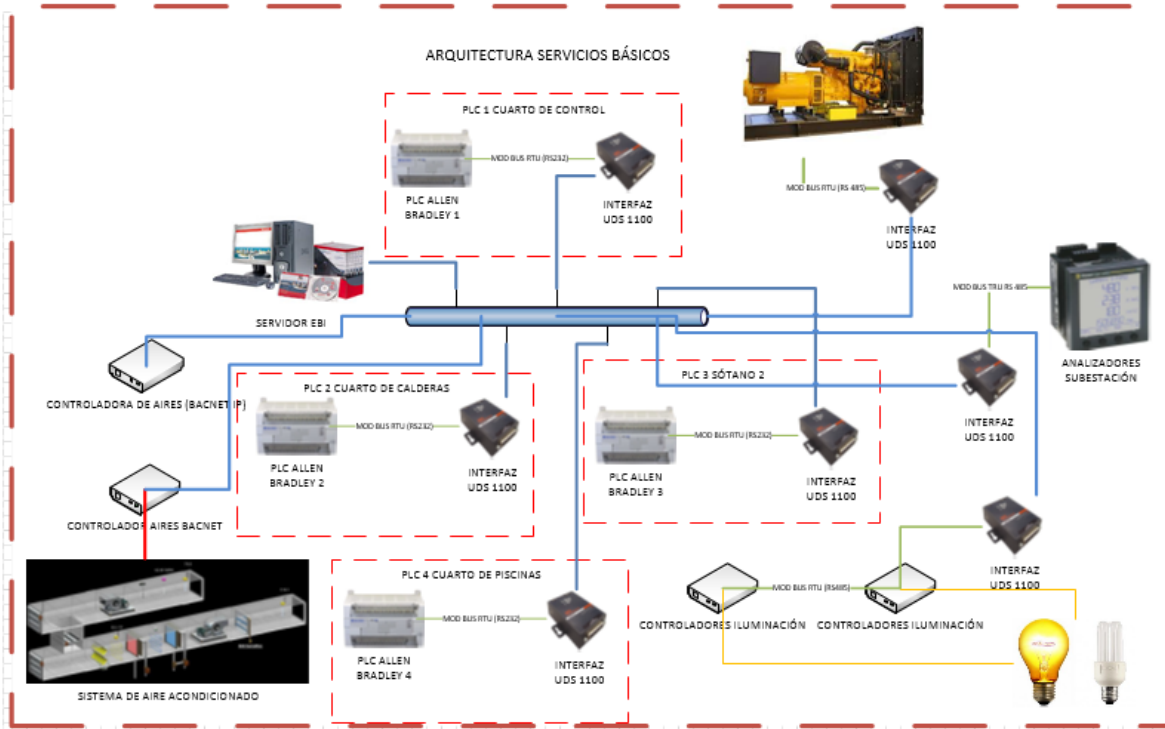 ARQUITECTURA SERVICIOS BÁSICOS
PLC 1 CUARTO DE CONTROL
MOD BUS RTU (RS232)
PLC ALLEN
BRADLEY 1
INTERFAZ
UDS 1100
MOD BUS RTU (RS 485)
INTERFAZ
UDS 1100
SERVIDOR EBI
MOD BUS TRU RS 485
ANALIZADORES
SUBESTACIÓN
INTERFAZ
UDS 1100
CONTROLADORA DE AIRES (BACNET IP)
PLC 2 CUARTO DE CALDERAS
MOD BUS RTU (RS232)
PLC ALLEN
BRADLEY 2
INTERFAZ
UDS 1100
PLC 3 SÓTANO 2
MOD BUS RTU (RS232)
PLC ALLEN
BRADLEY 3
INTERFAZ
UDS 1100
CONTROLADOR AIRES BACNET
SISTEMA DE AIRE ACONDICIONADO
PLC 4 CUARTO DE PISCINAS
MOD BUS RTU (RS232)
PLC ALLEN
BRADLEY 4
INTERFAZ
UDS 1100
INTERFAZ
UDS 1100
MOD BUS RTU (RS485)
CONTROLADORES ILUMINACIÓN
CONTROLADORES ILUMINACIÓN